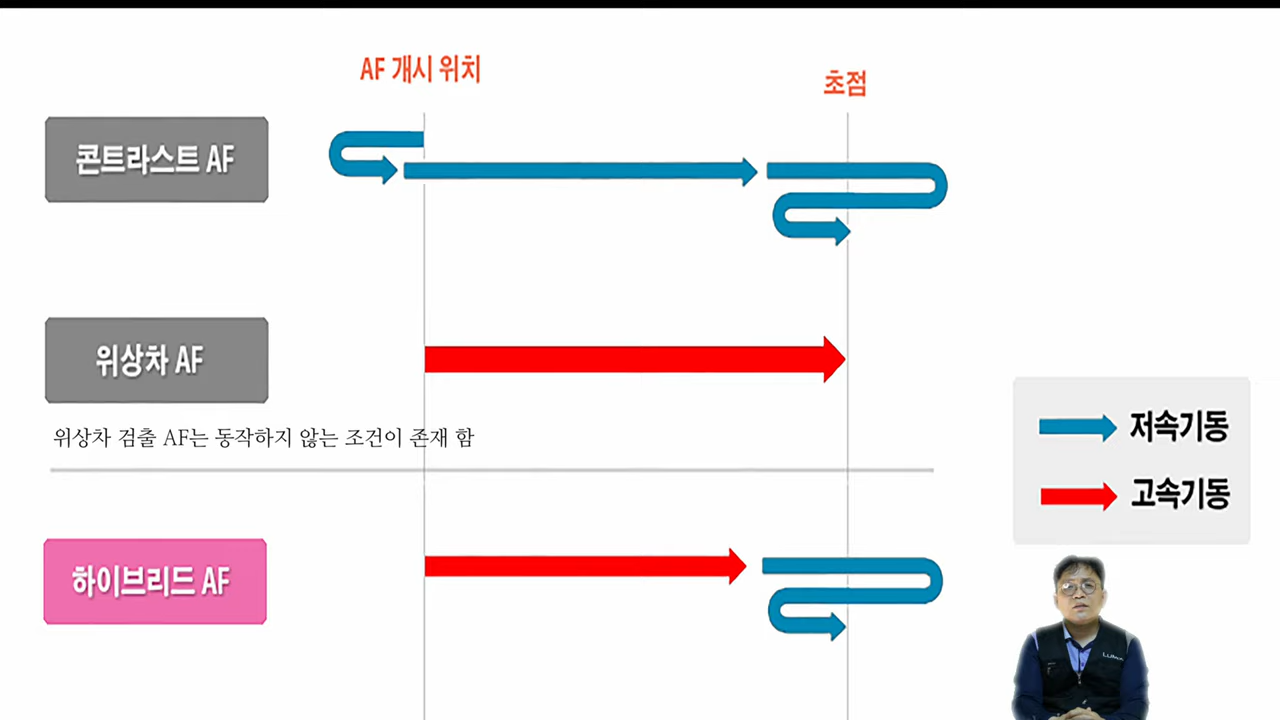 AF 개시 위치
초점
콘트라스트 AF
위상차 AF
위상차 검출 AF는 동작하지 않는 조건이 존재 함
저속기동
고속기동
하이브리드 AF